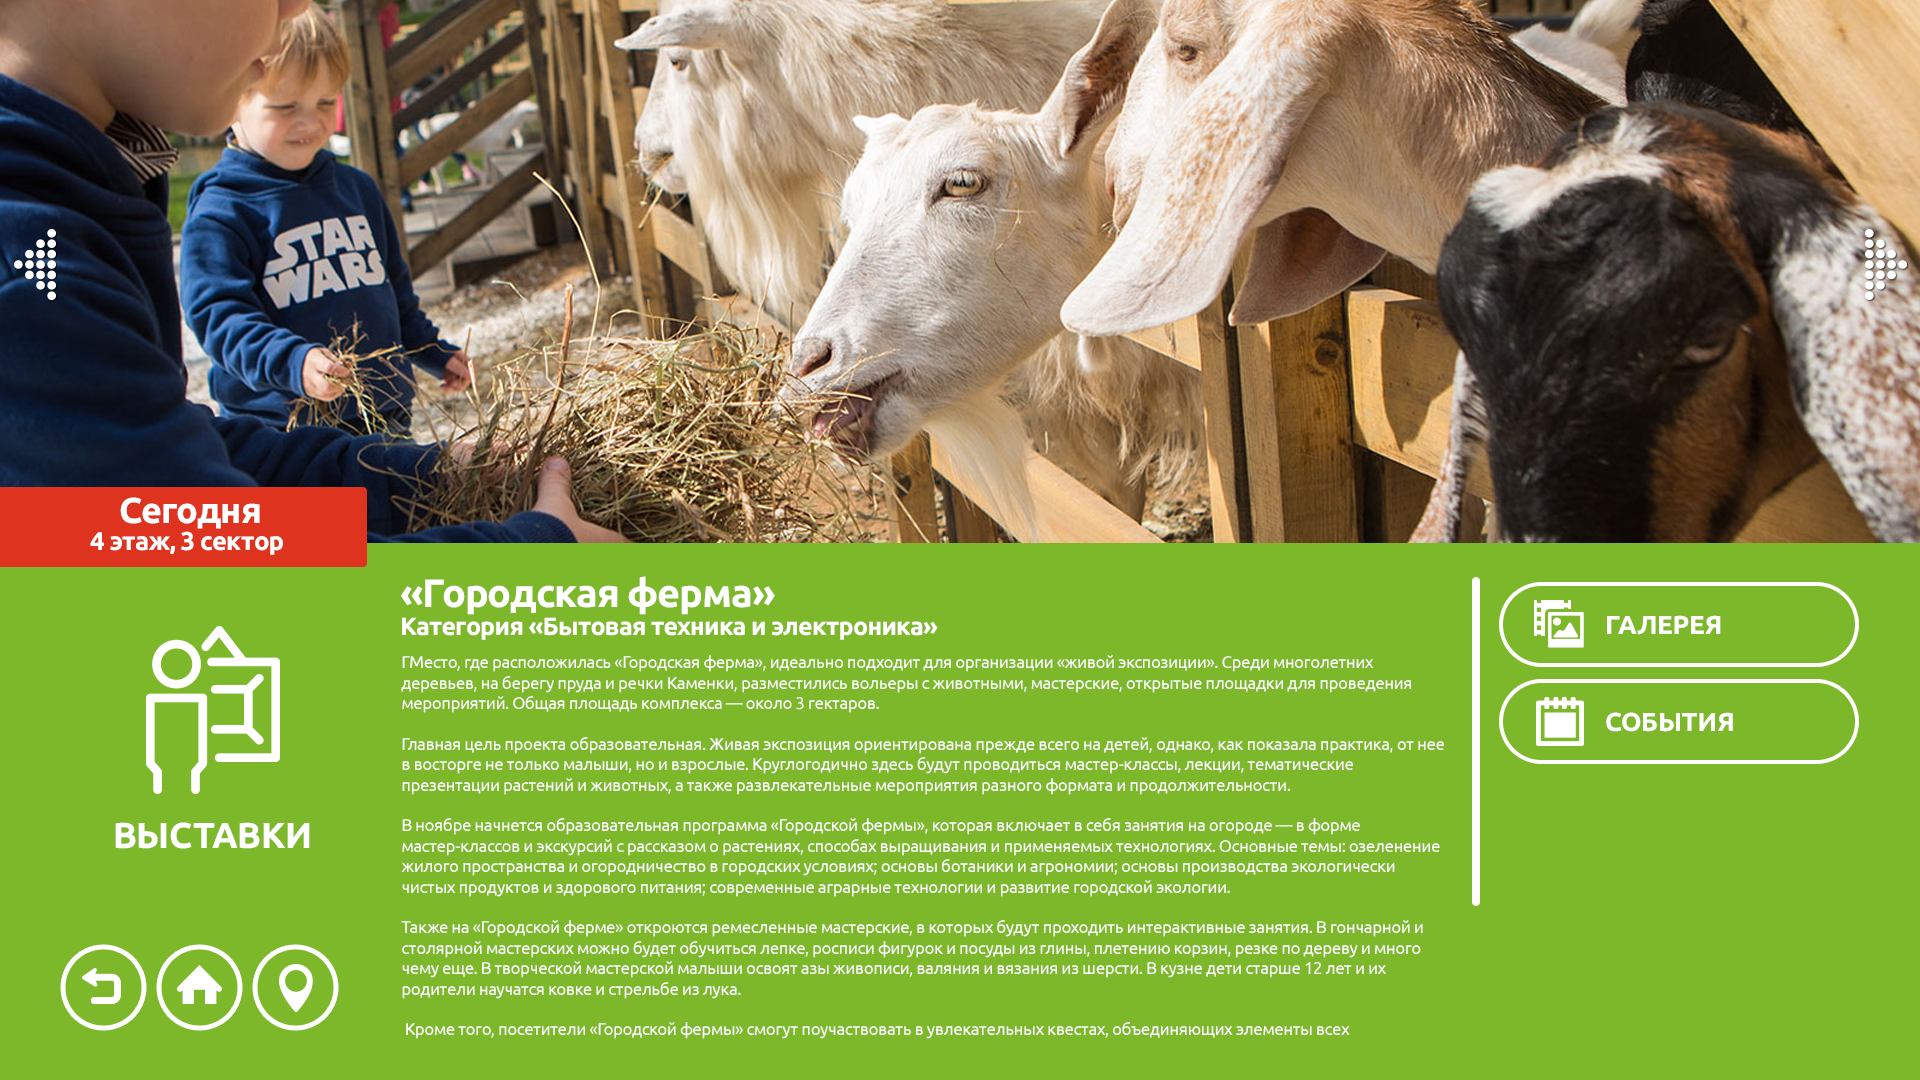 STAR
WARS
Сегодня
4 этаж, 3 сектор
ВЫСТАВКИ
«Городская ферма»
Категория «Бытовая техника и электроника»
ГМесто, где расположилась «Городская ферма», идеально подходит для организации «живой экспозиции». Среди многолетних
деревьев, на берегу пруда и речки Каменки, разместились вольеры с животными, мастерские, открытые площадки для проведения
мероприятий. Общая площадь комплекса — около 3 гектаров.
Главная цель проекта образовательная. Живая экспозиция ориентирована прежде всего на детей, однако, как показала практика, от нее
в восторге не только малыши, но и взрослые. Круглогодично здесь будут проводиться мастер-классы, лекции, тематические
презентации растений и животных, а также развлекательные мероприятия разного формата и продолжительности.
В ноябре начнется образовательная программа «Городской фермы», которая включает в себя занятия на огороде — в форме
мастер-классов и экскурсий с рассказом о растениях, способах выращивания и применяемых технологиях. Основные темы: озеленение
жилого пространства и огородничество в городских условиях; основы ботаники и агрономии; основы производства экологически
чистых продуктов и здорового питания; современные аграрные технологии и развитие городской экологии.
Также на «Городской ферме» откроются ремесленные мастерские, в которых будут проходить интерактивные занятия. В гончарной и
столярной мастерских можно будет обучиться лепке, росписи фигурок и посуды из глины, плетению корзин, резке по дереву и много
чему еще. В творческой мастерской малыши освоят азы живописи, валяния и вязания из шерсти. В кузне дети старше 12 лет и их
родители научатся ковке и стрельбе из лука.
Кроме того, посетители «Городской фермы» смогут поучаствовать в увлекательных квестах, объединяющих элементы всех
ГАЛЕРЕЯ
СОБЫТИЯ